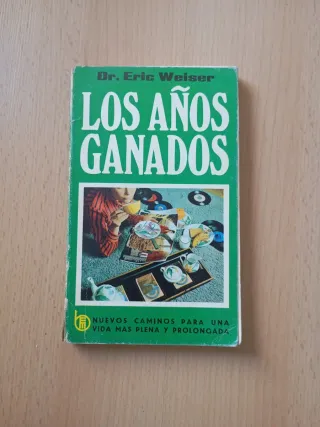 Dr. Eric Weiser
LOS AÑOS
GANADOS
NUEVOS CAMINOS PARA UNA
VIDA MAS PLENA Y PROLONGADA